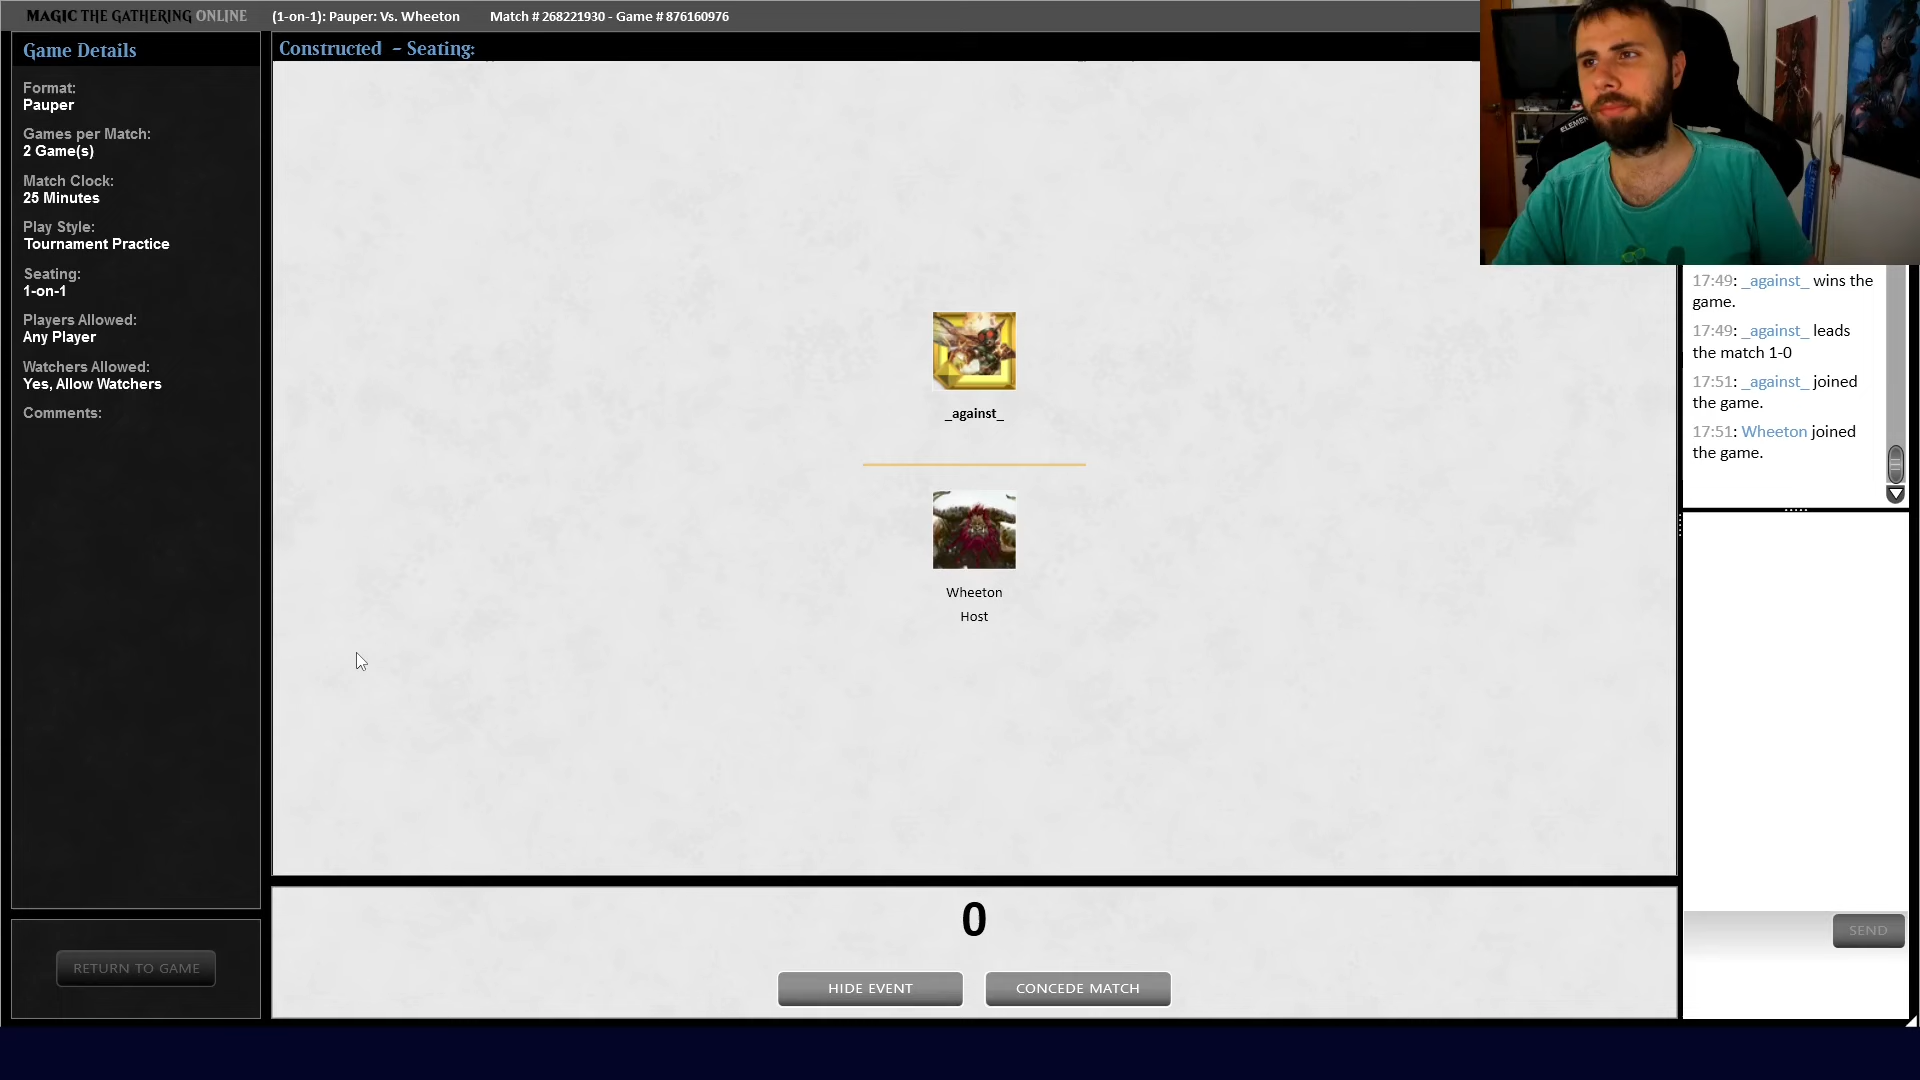 MAGIC THE GATHERING ONLINE
(1-on-1): Pauper: Vs. Wheeton
Match # 268221930 - Game # 876160976
Game Details
Format:
Pauper
Games per Match:
2 Game(s)
Match Clock:
25 Minutes
Play Style:
Tournament Practice
Seating:
1-on-1
Players Allowed:
Any Player
Watchers Allowed:
Yes, Allow Watchers
Comments:
RETURN TO GAME
Constructed - Seating:
_against_
Wheeton
Host
0
HIDE EVENT
CONCEDE MATCH
ELEMEN
17:49: _against_ wins the
game.
17:49: _against_ leads
the match 1-0
17:51: _against_ joined
the game.
17:51: Wheeton joined
the game.
SEND